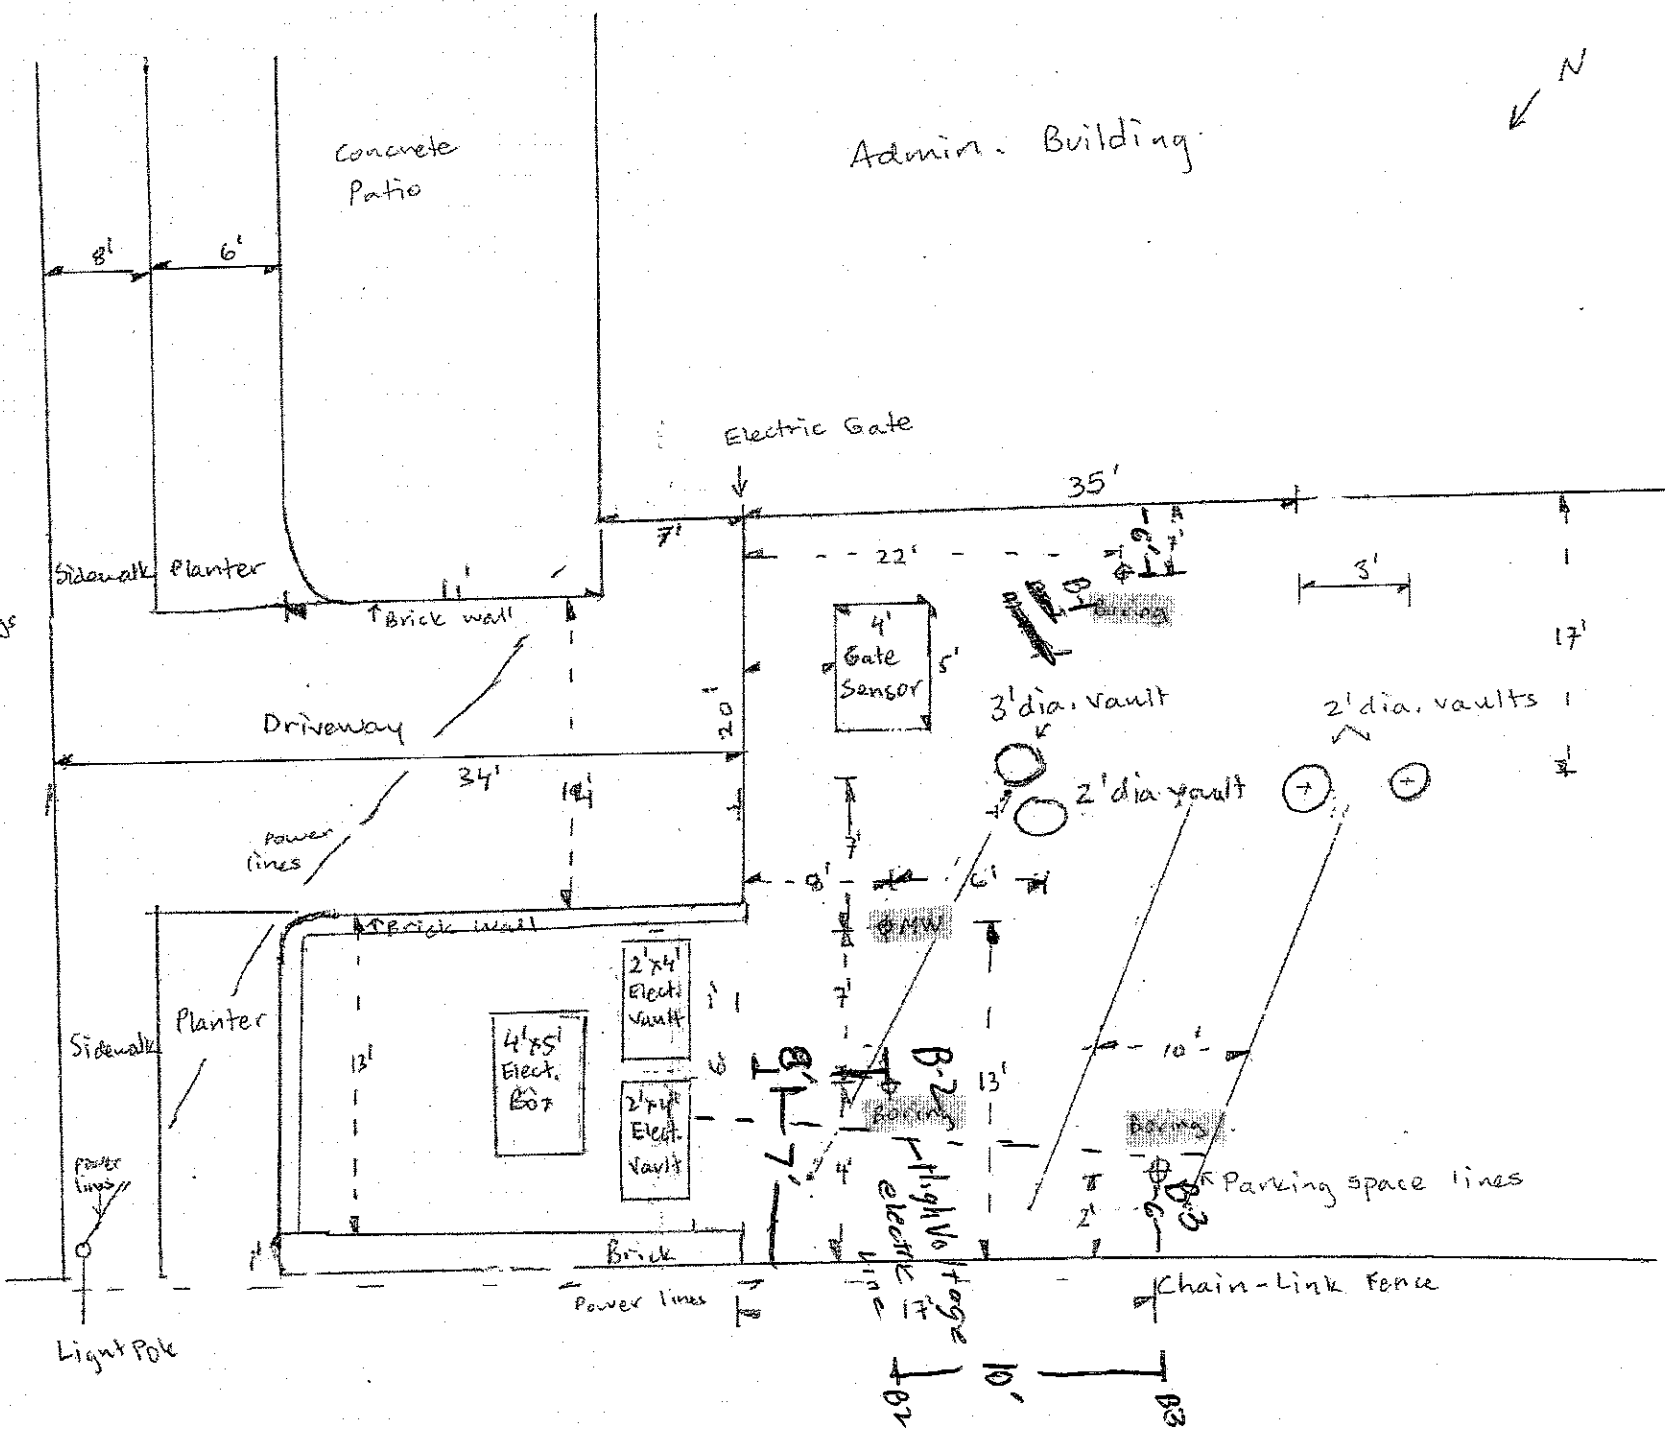 N
Concrete
Patio
Admin. Building
8'
6'
Electric Gate
35'
7'
22'
6'
7'
3'
B-1
Boring
Sidewalk
Planter
11'
↑Brick wall
4'
Gate
Sensor
5'
17'
20'
3' dia. vault
2' dia. vaults
Driveway
34'
14'
2' dia vault
Power
lines
7'
8'
6'
↑Brick Wall
MW
2'x4'
Elect.
Vault
1'
7'
Sidewalk
Planter
13'
4'x5'
Elect.
Box
6'
8'
B-2
13'
10'
2'x4'
Elect.
Vault
Boring
Boring
7'
4'
High Voltage
electric
line
B-3
Parking space lines
2'
6'
power
lines
1'
Brick
Power lines
17'
Chain-Link Fence
Light Pole
10'
B2
B3